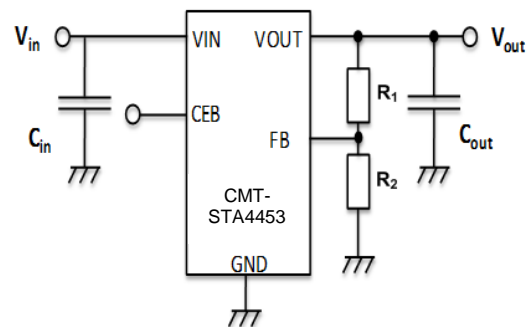 Vin
VIN
VOUT
Vout
R1
CEB
Cin
FB
Cout
R2
CMT-
STA4453
GND